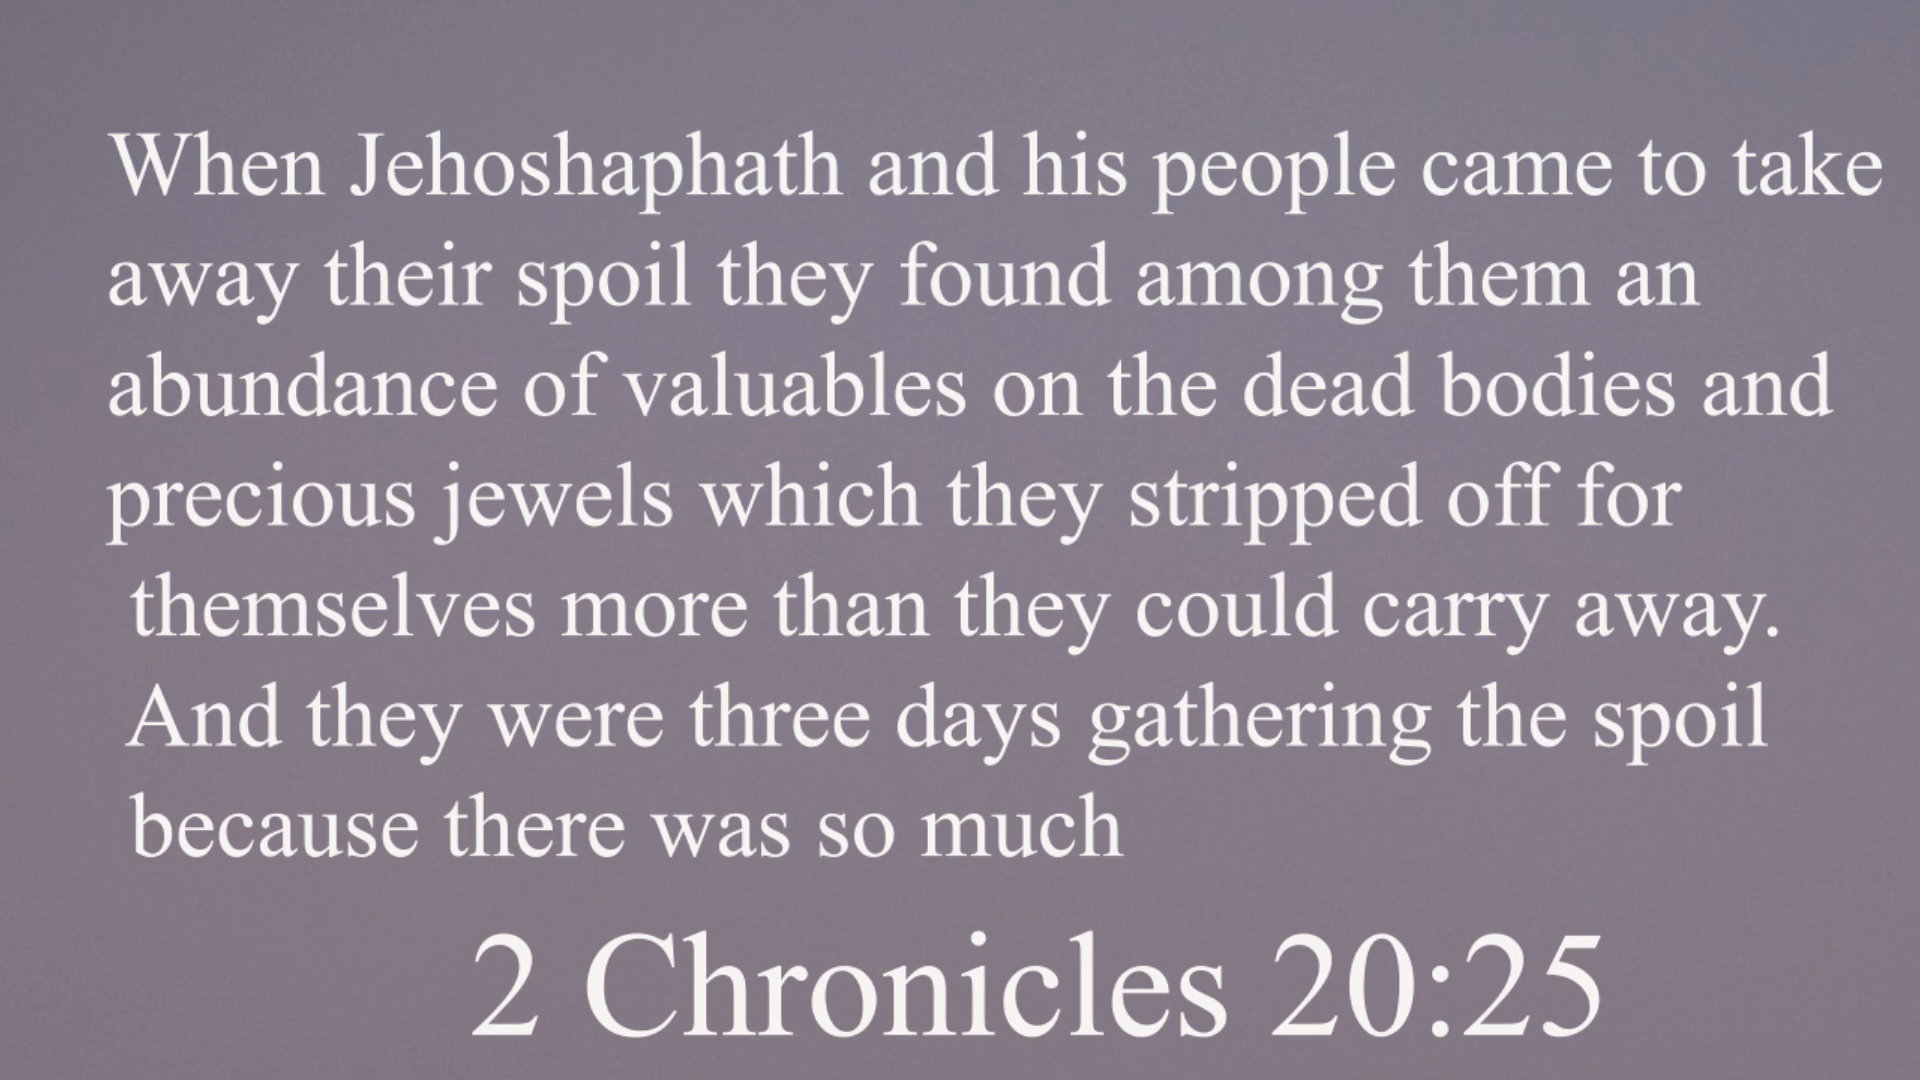 When Jehoshaphath and his people came to take
away their spoil they found among them an
abundance of valuables on the dead bodies and
precious jewels which they stripped off for
themselves more than they could carry away.
And they were three days gathering the spoil
because there was so much
2 Chronicles 20:25